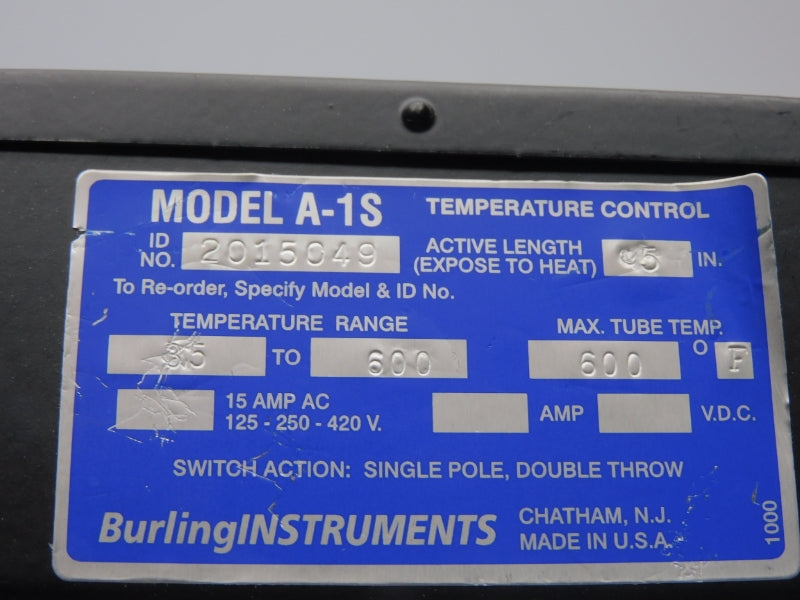 MODEL A-1S TEMPERATURE CONTROL
ID NO. 2015049 ACTIVE LENGTH (EXPOSE TO HEAT) 5 IN.
To Re-order, Specify Model & ID No.
TEMPERATURE RANGE MAX. TUBE TEMP.
35 TO 600 600 O F
15 AMP AC AMP V.D.C.
125 - 250 - 420 V.
SWITCH ACTION: SINGLE POLE, DOUBLE THROW
BurlingINSTRUMENTS CHATHAM, N.J.
MADE IN U.S.A.
1000